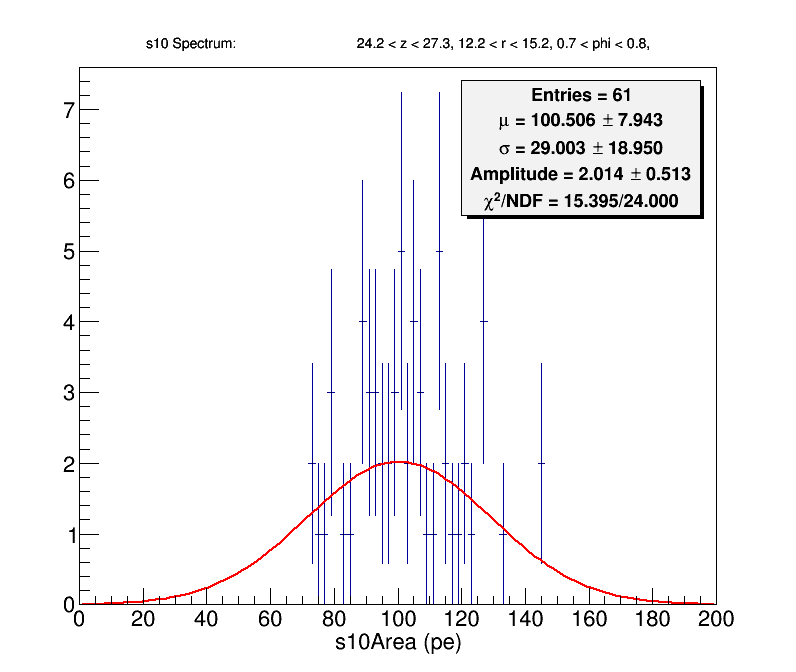 s10 Spectrum: 24.2 < z < 27.3, 12.2 < r < 15.2, 0.7 < phi < 0.8,
Entries = 61
μ = 100.506 ± 7.943
σ = 29.003 ± 18.950
Amplitude = 2.014 ± 0.513
χ²/NDF = 15.395/24.000
7
6
5
4
3
2
1
0
0 20 40 60 80 100 120 140 160 180 200
s10Area (pe)